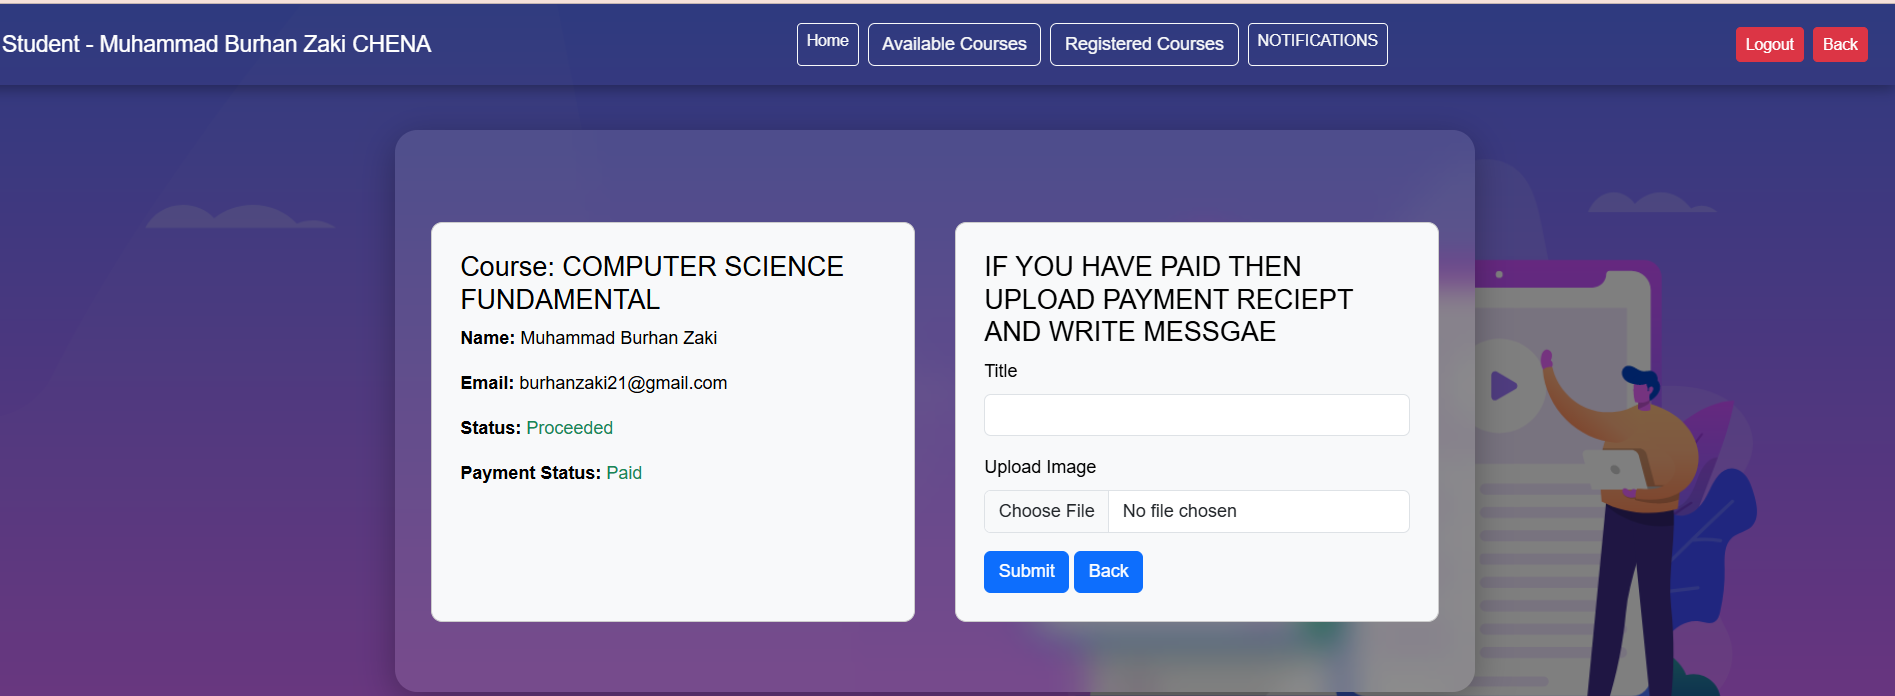 Student - Muhammad Burhan Zaki CHENA
Home
Available Courses
Registered Courses
NOTIFICATIONS
Logout
Back
Course: COMPUTER SCIENCE
FUNDAMENTAL
Name: Muhammad Burhan Zaki
Email: burhanzaki21@gmail.com
Status: Proceeded
Payment Status: Paid
IF YOU HAVE PAID THEN
UPLOAD PAYMENT RECIEPT
AND WRITE MESSGAE
Title
Upload Image
Choose File No file chosen
Submit
Back